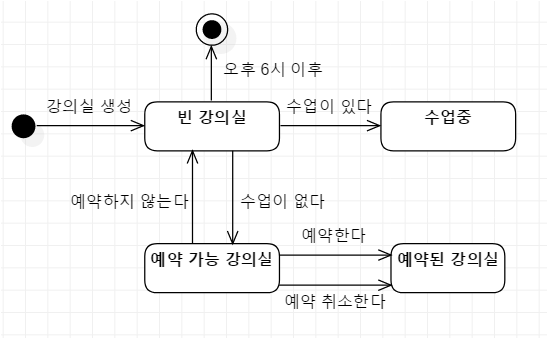 오후 6시 이후
강의실 생성
빈 강의실
수업이 있다
수업중
예약하지 않는다
수업이 없다
예약한다
예약 가능 강의실
예약된 강의실
예약 취소한다